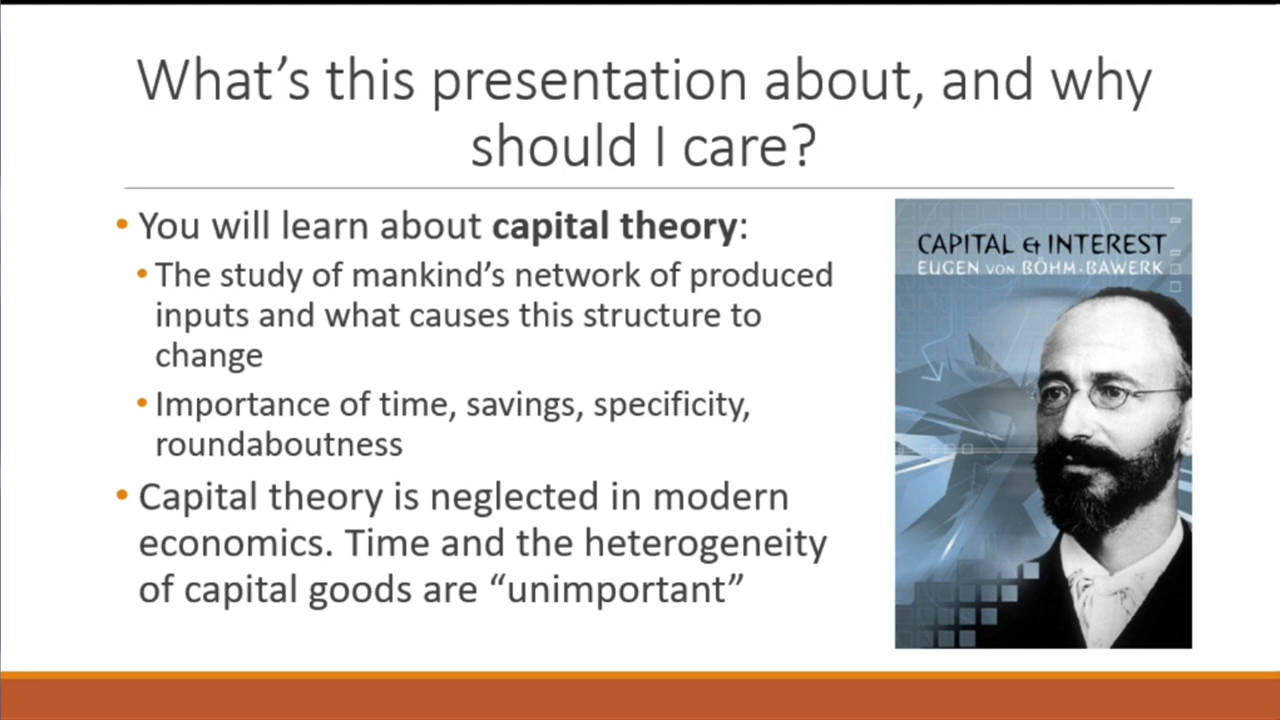 What’s this presentation about, and why
should I care?
• You will learn about capital theory:
• The study of mankind’s network of produced
inputs and what causes this structure to
change
• Importance of time, savings, specificity,
roundaboutness
• Capital theory is neglected in modern
economics. Time and the heterogeneity
of capital goods are “unimportant”
CAPITAL & INTEREST
EUGEN VON BÖHM-BAWERK